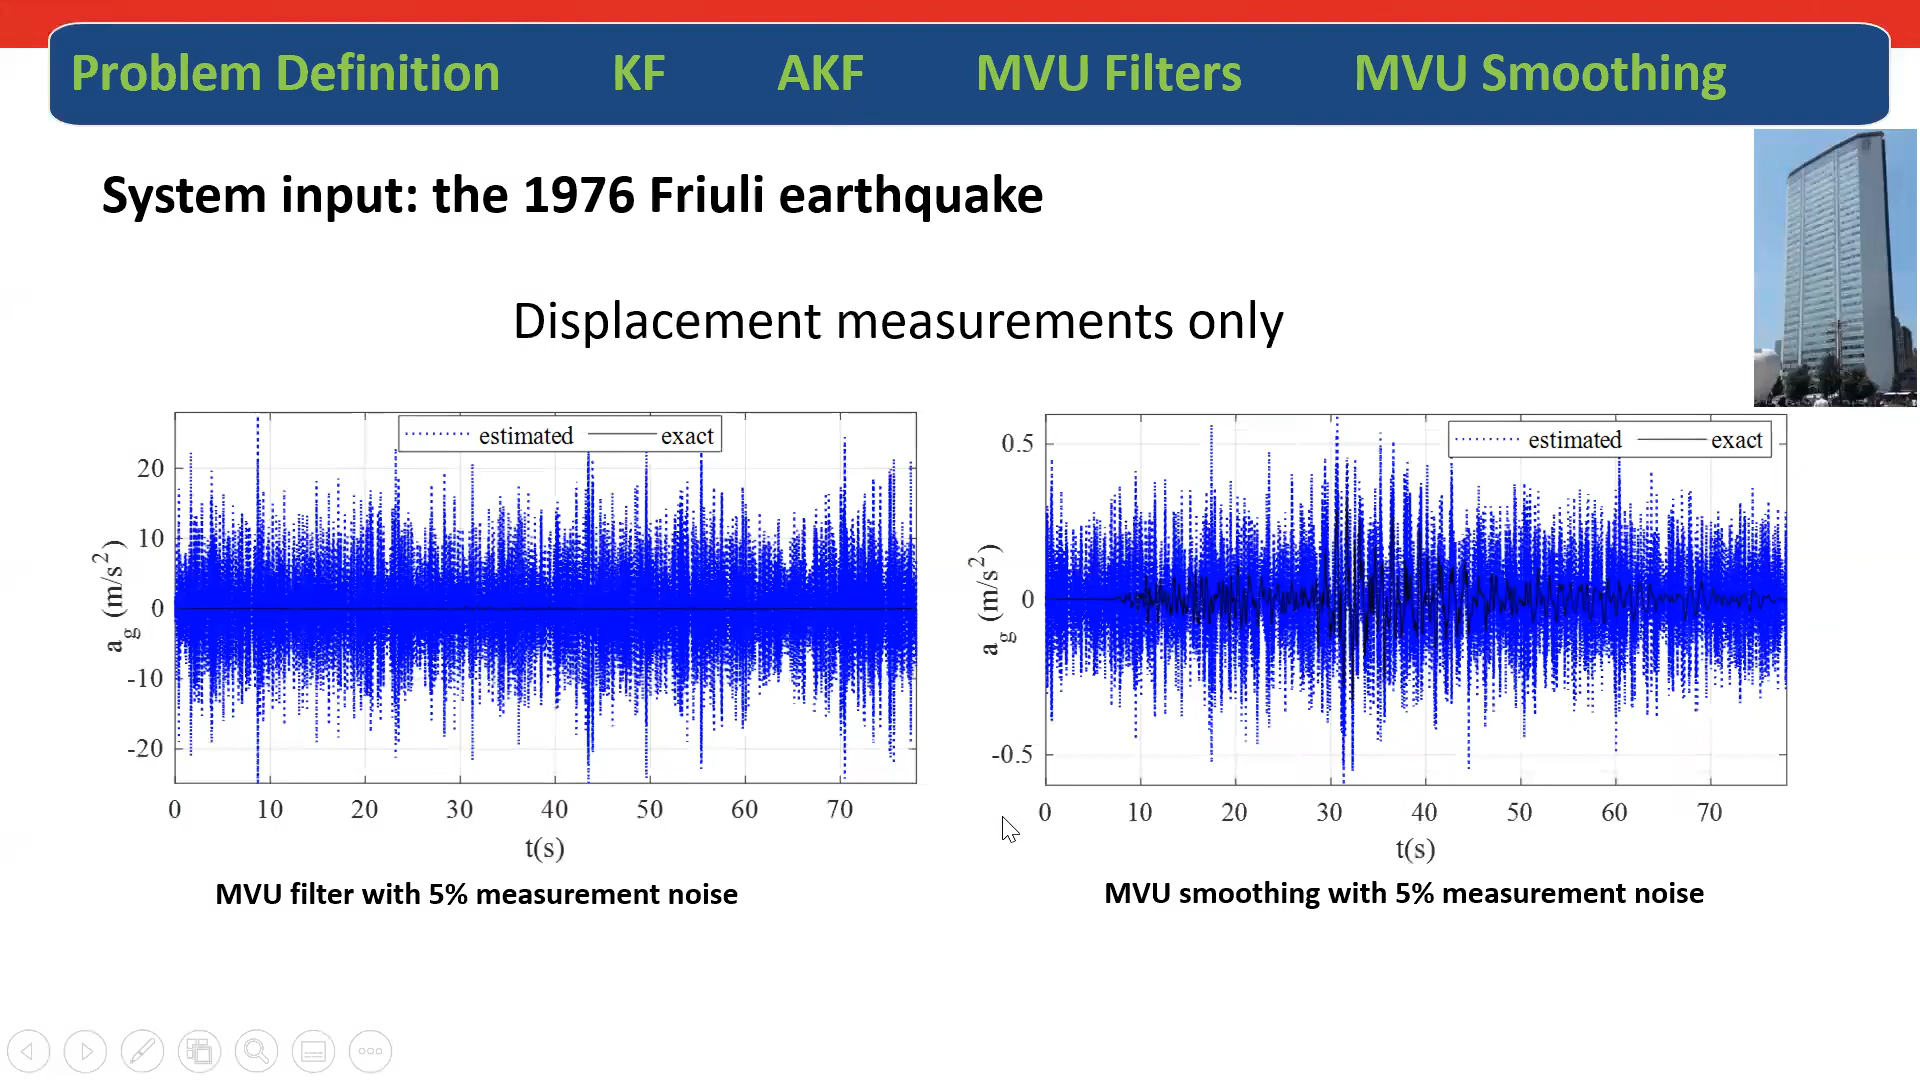 Problem Definition KF AKF MVU Filters MVU Smoothing
System input: the 1976 Friuli earthquake
Displacement measurements only
estimated exact
20
10
0
-10
-20
a_g (m/s²)
0 10 20 30 40 50 60 70
t(s)
MVU filter with 5% measurement noise
estimated exact
0.5
0
-0.5
a_g (m/s²)
0 10 20 30 40 50 60 70
t(s)
MVU smoothing with 5% measurement noise